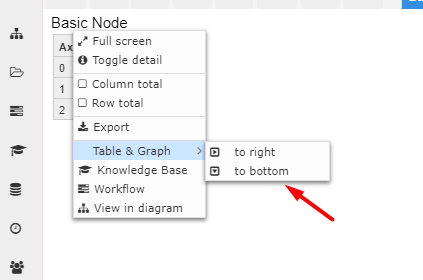 Basic Node
Ax
0
1
2
Full screen
Toggle detail
Column total
Row total
Export
Table & Graph
to right
to bottom
Knowledge Base
Workflow
View in diagram